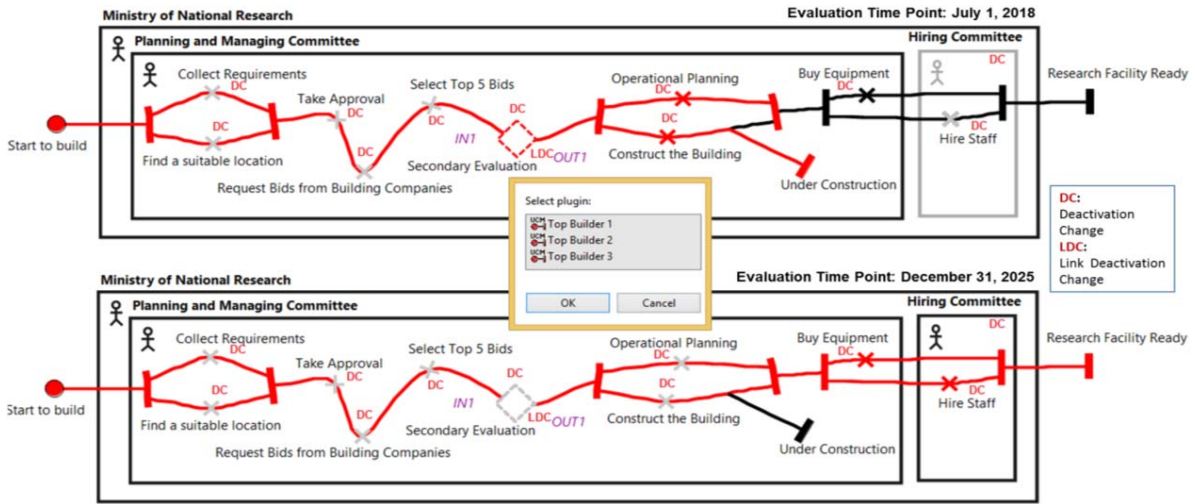 Ministry of National Research
Evaluation Time Point: July 1, 2018
Planning and Managing Committee
Hiring Committee
DC
Collect Requirements
DC
Take Approval
DC
Select Top 5 Bids
DC
DC
Operational Planning
DC
Buy Equipment
DC
Research Facility Ready
Start to build
DC
Find a suitable location
DC
Request Bids from Building Companies
IN1
LDC
OUT1
Secondary Evaluation
DC
Construct the Building
DC
Hire Staff
Under Construction
Select plugin:
UCM Top Builder 1
UCM Top Builder 2
UCM Top Builder 3
OK
Cancel
DC:
Deactivation
Change
LDC:
Link Deactivation
Change
Ministry of National Research
Evaluation Time Point: December 31, 2025
Planning and Managing Committee
Hiring Committee
DC
Collect Requirements
DC
Take Approval
DC
Select Top 5 Bids
DC
DC
Operational Planning
DC
Buy Equipment
DC
Research Facility Ready
Start to build
DC
Find a suitable location
DC
Request Bids from Building Companies
IN1
LDC
OUT1
Secondary Evaluation
DC
Construct the Building
DC
Hire Staff
Under Construction